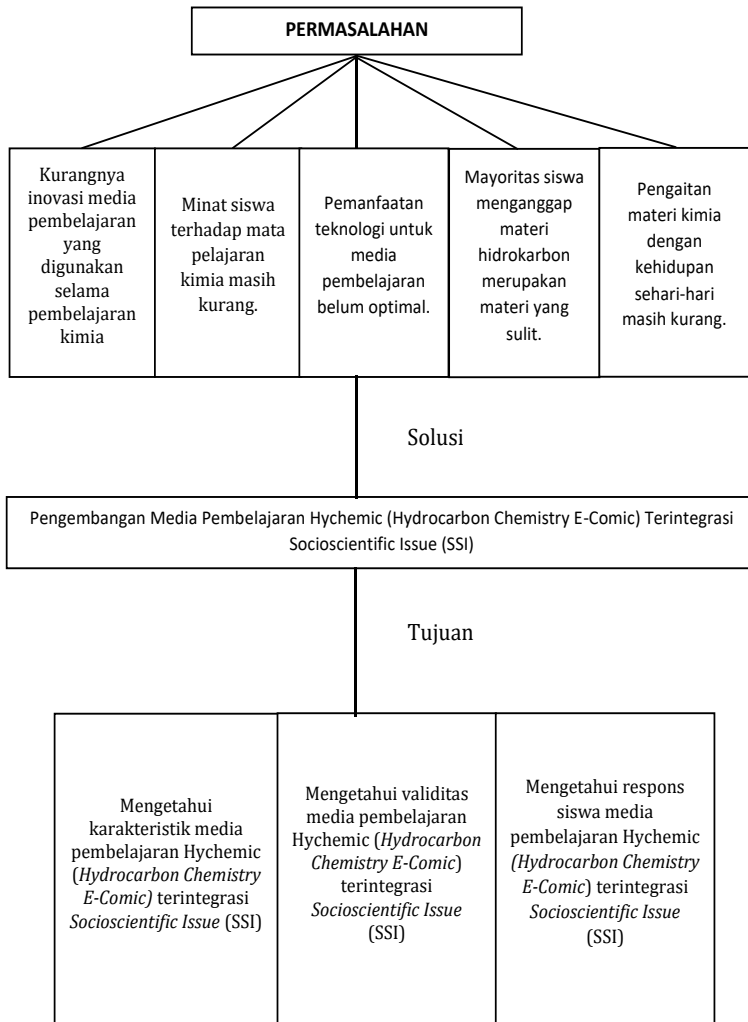 PERMASALAHAN
Kurangnya
inovasi media
pembelajaran
yang
digunakan
selama
pembelajaran
kimia
Minat siswa
terhadap mata
pelajaran
kimia masih
kurang.
Pemanfaatan
teknologi untuk
media
pembelajaran
belum optimal.
Mayoritas siswa
menganggap
materi
hidrokarbon
merupakan
materi yang
sulit.
Pengaitan
materi kimia
dengan
kehidupan
sehari-hari
masih kurang.
Solusi
Pengembangan Media Pembelajaran Hychemic (Hydrocarbon Chemistry E-Comic) Terintegrasi
Socioscientific Issue (SSI)
Tujuan
Mengetahui
karakteristik media
pembelajaran Hychemic
(Hydrocarbon Chemistry
E-Comic) terintegrasi
Socioscientific Issue (SSI)
Mengetahui validitas
media pembelajaran
Hychemic (Hydrocarbon
Chemistry E-Comic)
terintegrasi
Socioscientific Issue
(SSI)
Mengetahui respons
siswa media
pembelajaran Hychemic
(Hydrocarbon Chemistry
E-Comic) terintegrasi
Socioscientific Issue
(SSI)